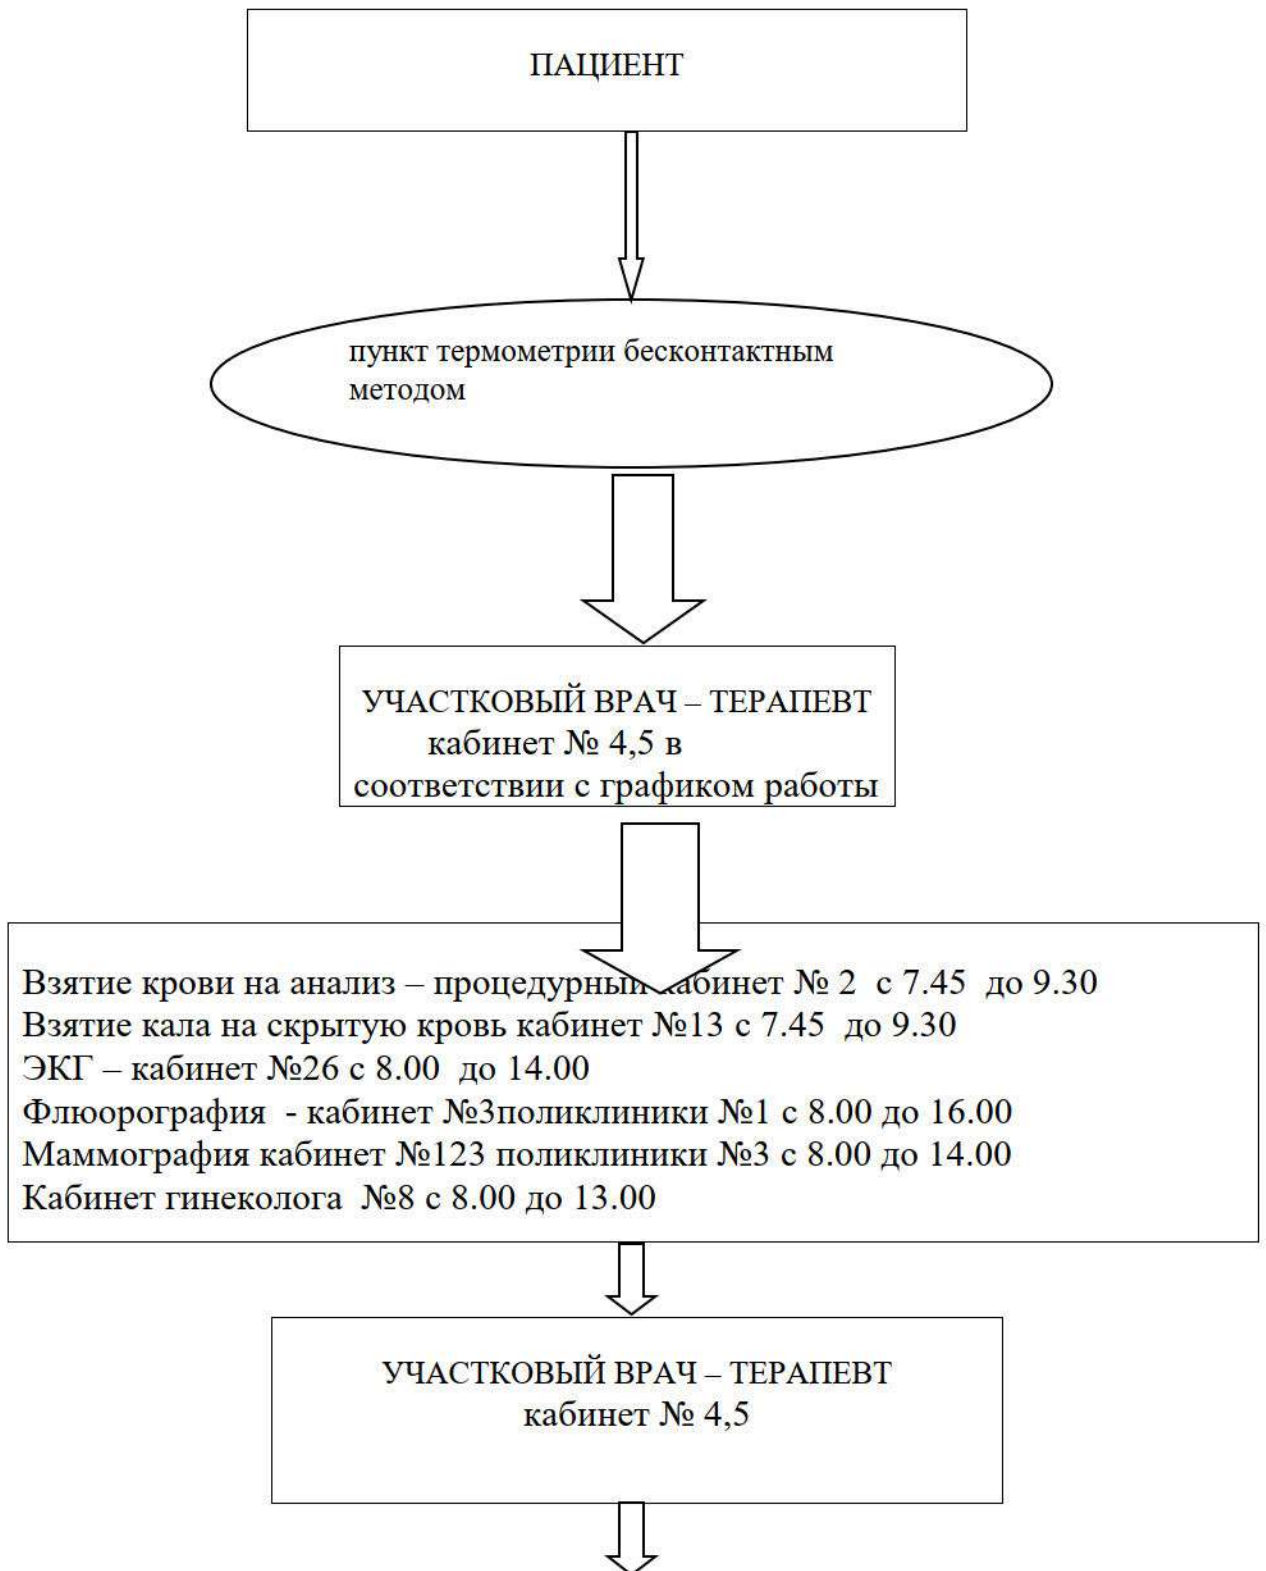 ПАЦИЕНТ
пункт термометрии бесконтактным
методом
УЧАСТКОВЫЙ ВРАЧ – ТЕРАПЕВТ
кабинет № 4,5 в
соответствии с графиком работы
Взятие крови на анализ – процедурный кабинет № 2 с 7.45 до 9.30
Взятие кала на скрытую кровь кабинет №13 с 7.45 до 9.30
ЭКГ – кабинет №26 с 8.00 до 14.00
Флюорография - кабинет №3поликлиники №1 с 8.00 до 16.00
Маммография кабинет №123 поликлиники №3 с 8.00 до 14.00
Кабинет гинеколога №8 с 8.00 до 13.00
УЧАСТКОВЫЙ ВРАЧ – ТЕРАПЕВТ
кабинет № 4,5